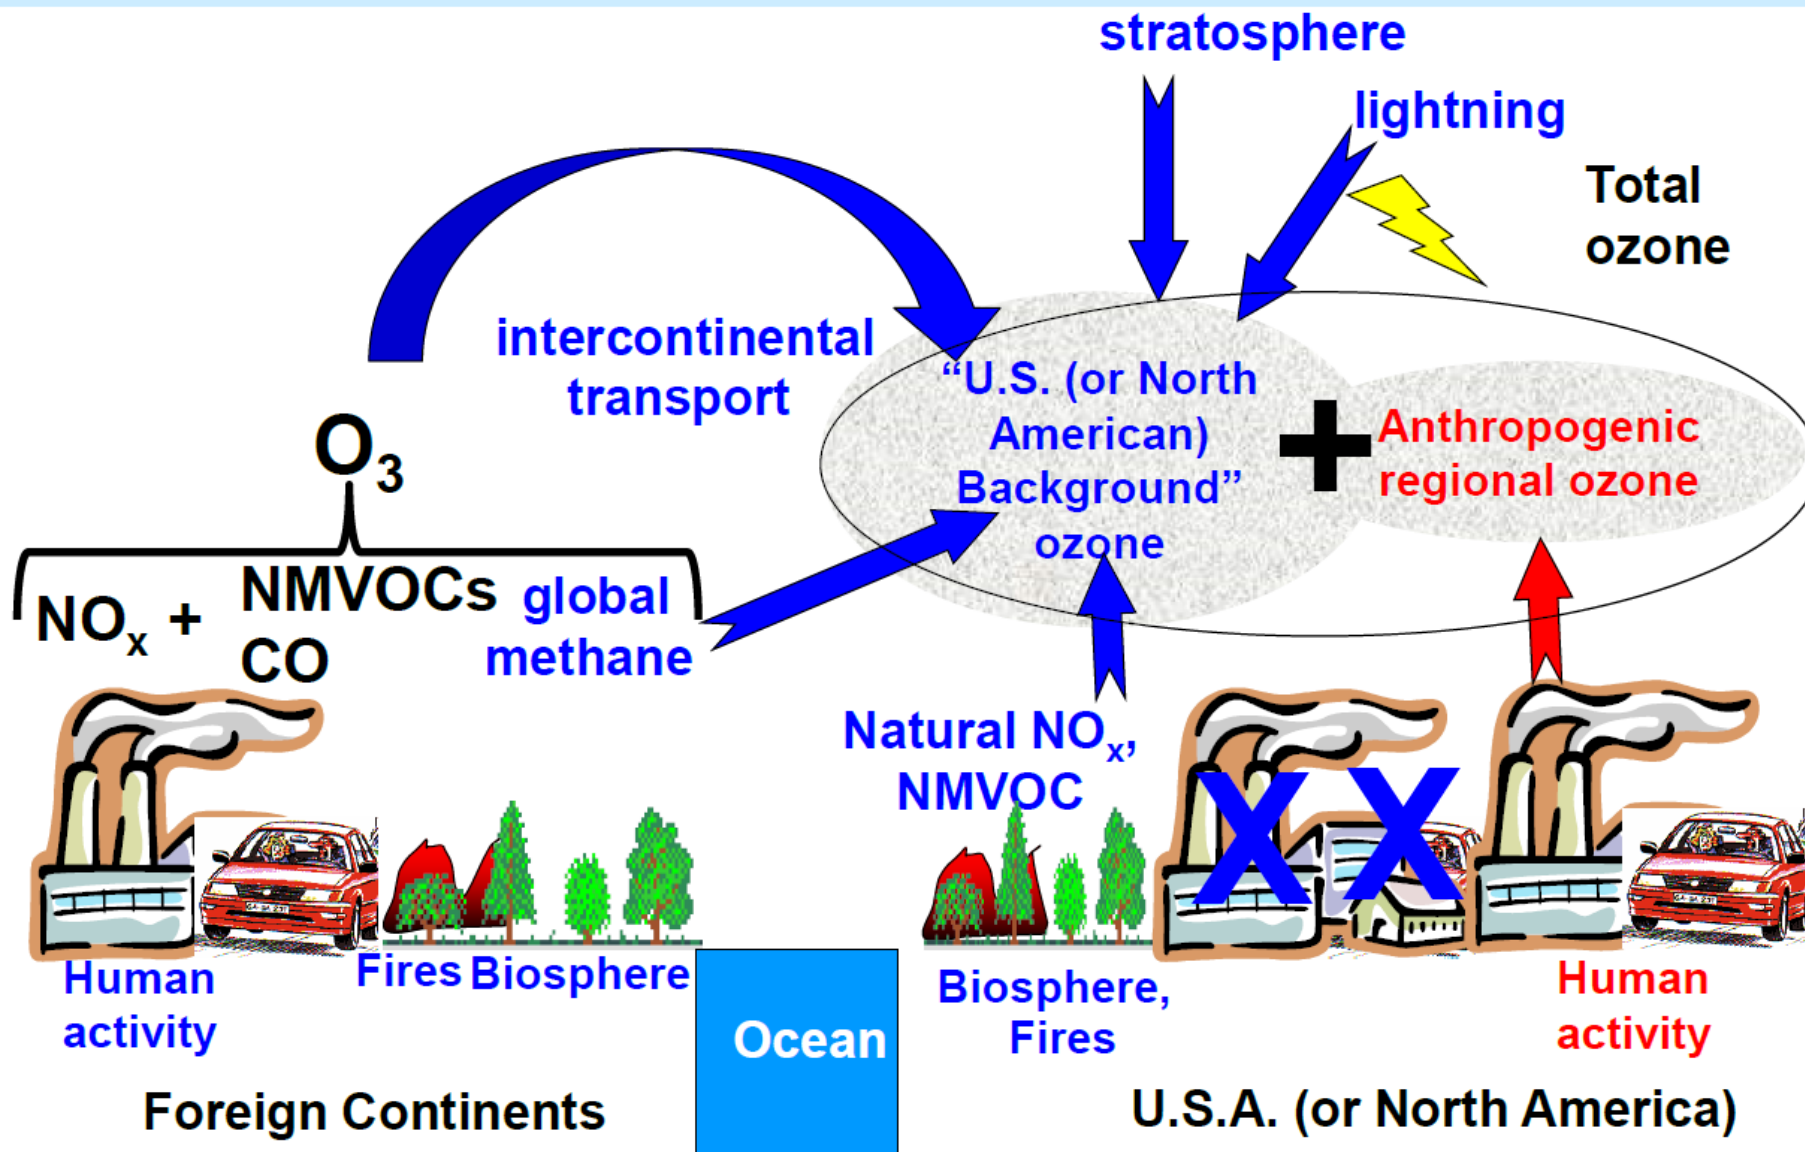 stratosphere
lightning
Total
ozone
intercontinental
transport
“U.S. (or North
American)
Background”
ozone
+
Anthropogenic
regional ozone
O₃
NOₓ +
NMVOCs
CO
global
methane
Natural NOₓ,
NMVOC
X X
Human
activity
Fires
Biosphere
Ocean
Biosphere,
Fires
Human
activity
Foreign Continents
U.S.A. (or North America)